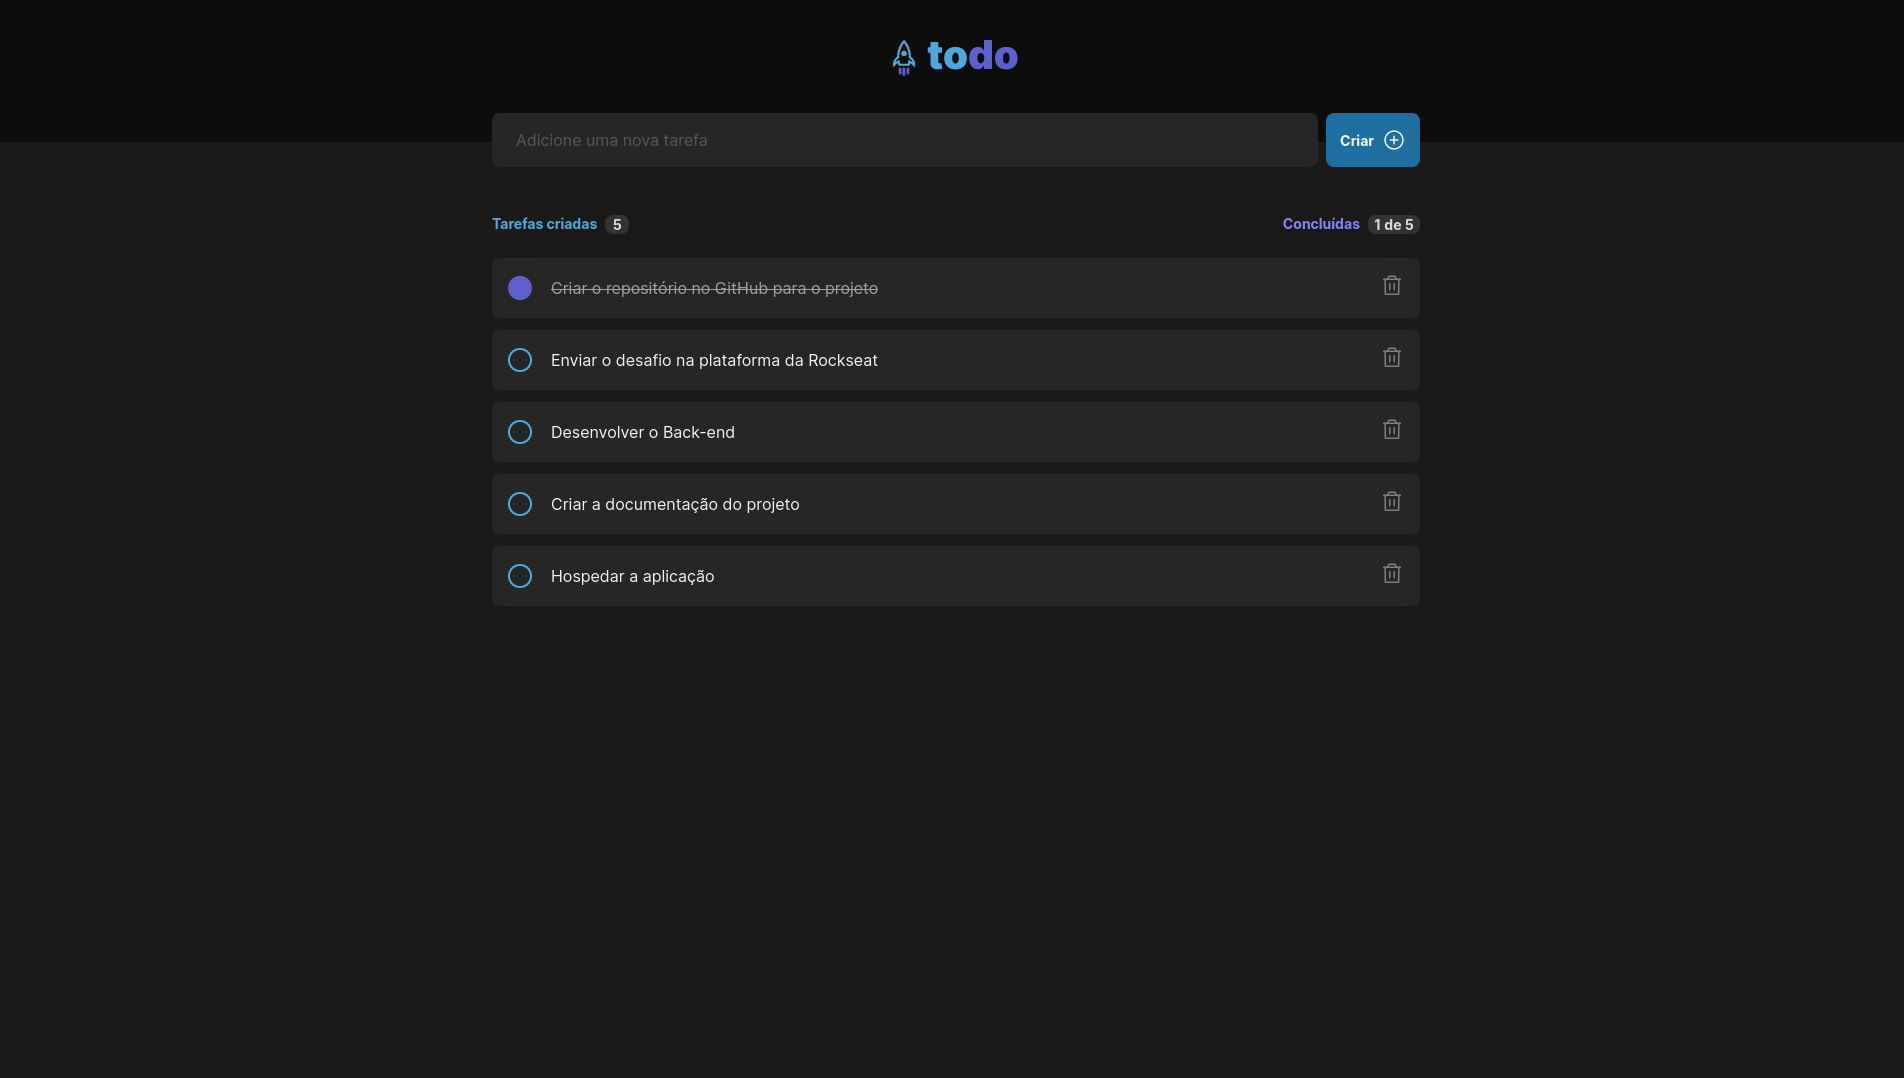 todo
Adicione uma nova tarefa
Criar
Tarefas criadas 5
Concluídas 1 de 5
Criar o repositório no GitHub para o projeto
Enviar o desafio na plataforma da Rockseat
Desenvolver o Back-end
Criar a documentação do projeto
Hospedar a aplicação